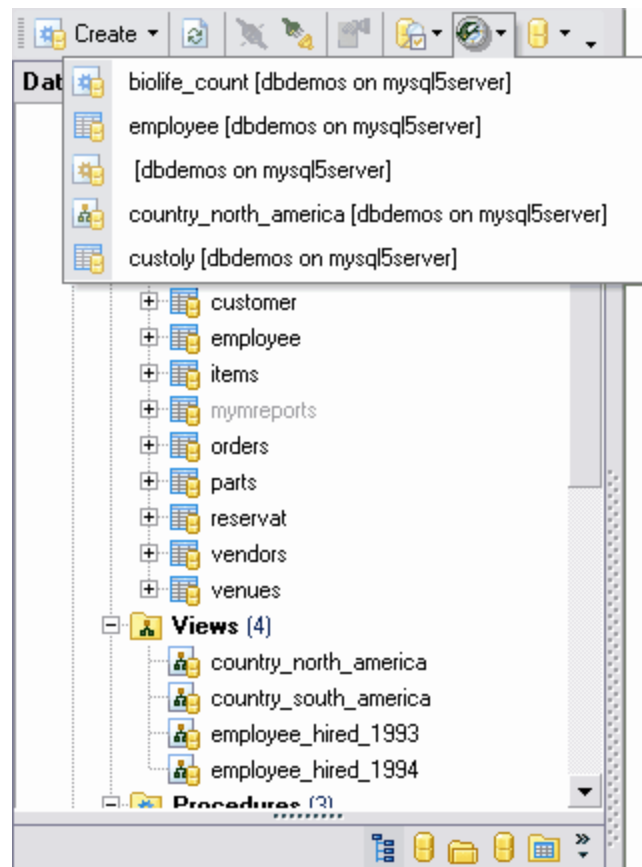 Create
Dat
biolife_count [dbdemos on mysql5server]
employee [dbdemos on mysql5server]
[dbdemos on mysql5server]
country_north_america [dbdemos on mysql5server]
custoly [dbdemos on mysql5server]
customer
employee
items
mymreports
orders
parts
reservat
vendors
venues
Views (4)
country_north_america
country_south_america
employee_hired_1993
employee_hired_1994
Procedures (3)